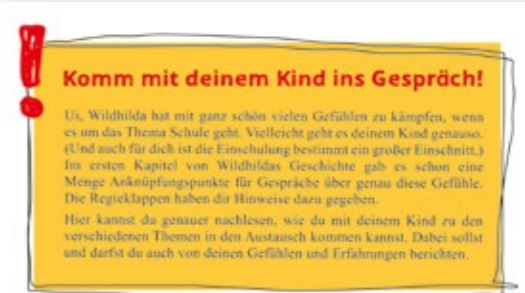 Komm mit deinem Kind ins Gespräch!
Ui, Wildhilda hat mit ganz schön vielen Gefühlen zu kämpfen, wenn
es um das Thema Schule geht. Vielleicht geht es deinem Kind genauso.
(Und auch für dich ist die Einschulung bestimmt ein großer Einschnitt.)
Im ersten Kapitel von Wildhildas Geschichte gab es schon eine
Menge Anknüpfungspunkte für Gespräche über genau diese Gefühle.
Die Regieklappen haben dir Hinweise dazu gegeben.
Hier kannst du genauer nachlesen, wie du mit deinem Kind zu den
verschiedenen Themen in den Austausch kommen kannst. Dabei sollst
und darfst du auch von deinen Gefühlen und Erfahrungen berichten.